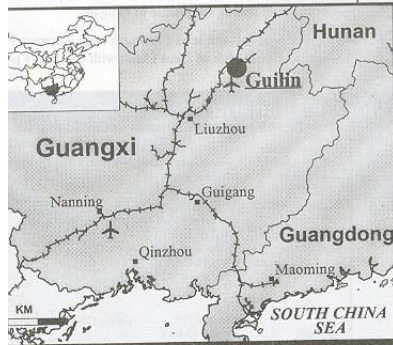 Hunan
Guilin
Liuzhou
Guangxi
Nanning
Guigang
Guangdong
Qinzhou
Maoming
KM
SOUTH CHINA
SEA